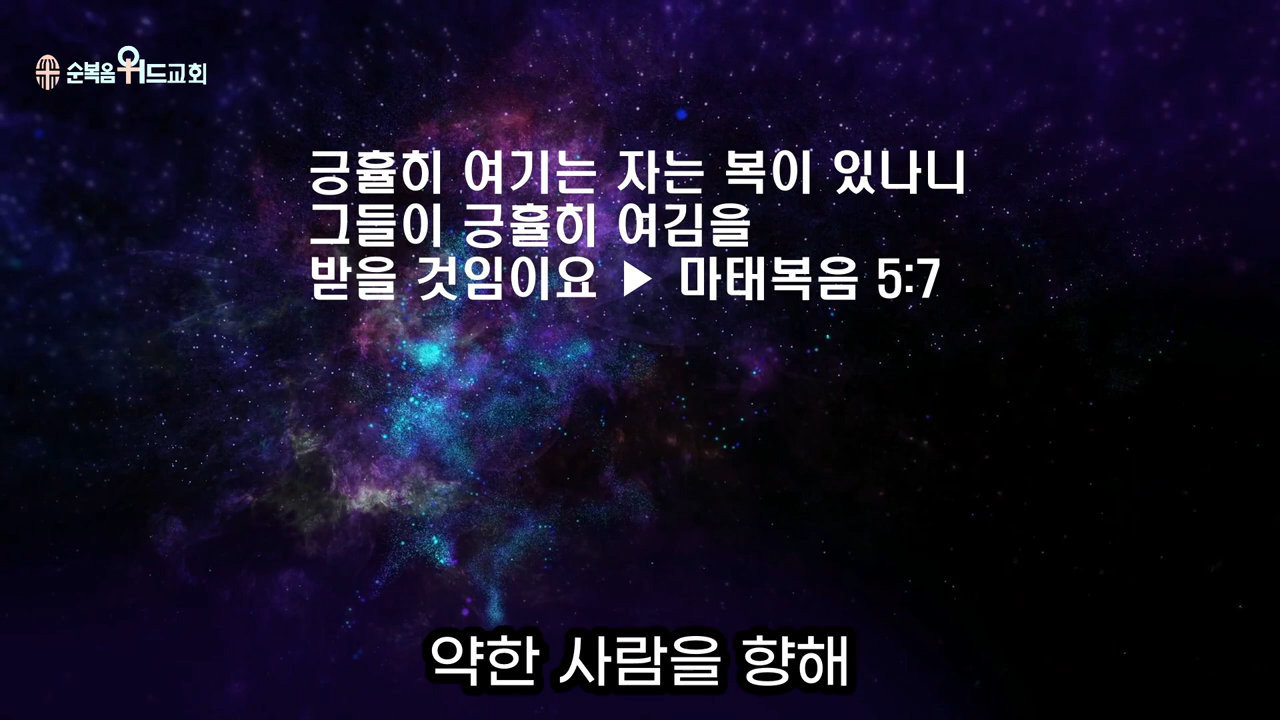 순복음워드교회
긍휼히 여기는 자는 복이 있나니
그들이 긍휼히 여김을
받을 것임이요 ▶ 마태복음 5:7
약한 사람을 향해